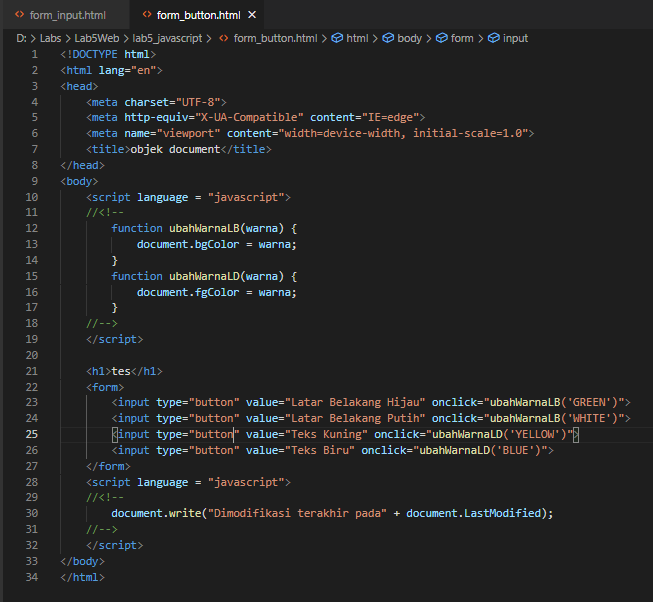 form_input.html form_button.html ×
D: > Labs > Lab5Web > lab5_javascript > form_button.html > html > body > form > input
1 <!DOCTYPE html>
2 <html lang="en">
3 <head>
4 <meta charset="UTF-8">
5 <meta http-equiv="X-UA-Compatible" content="IE=edge">
6 <meta name="viewport" content="width=device-width, initial-scale=1.0">
7 <title>objek document</title>
8 </head>
9 <body>
10 <script language = "javascript">
11 //<!--
12 function ubahWarnaLB(warna) {
13 document.bgColor = warna;
14 }
15 function ubahWarnaLD(warna) {
16 document.fgColor = warna;
17 }
18 //-->
19 </script>
20
21 <h1>tes</h1>
22 <form>
23 <input type="button" value="Latar Belakang Hijau" onclick="ubahWarnaLB('GREEN')">
24 <input type="button" value="Latar Belakang Putih" onclick="ubahWarnaLB('WHITE')">
25 <input type="button" value="Teks Kuning" onclick="ubahWarnaLD('YELLOW')">
26 <input type="button" value="Teks Biru" onclick="ubahWarnaLD('BLUE')">
27 </form>
28 <script language = "javascript">
29 //<!--
30 document.write("Dimodifikasi terakhir pada" + document.LastModified);
31 //-->
32 </script>
33 </body>
34 </html>